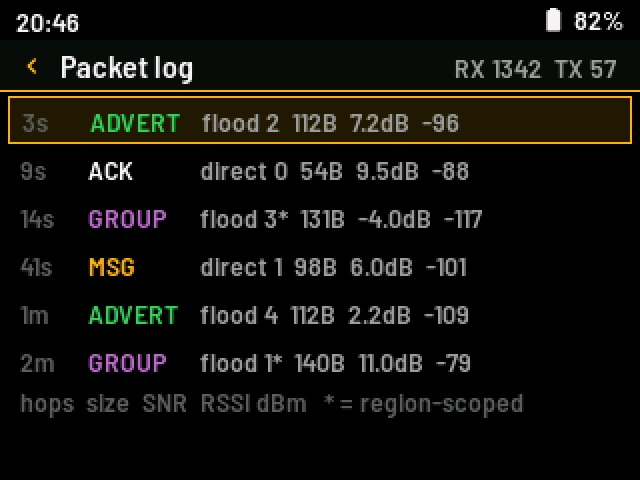 20:46 82%
‹ Packet log RX 1342 TX 57
3s ADVERT flood 2 112B 7.2dB -96
9s ACK direct 0 54B 9.5dB -88
14s GROUP flood 3* 131B -4.0dB -117
41s MSG direct 1 98B 6.0dB -101
1m ADVERT flood 4 112B 2.2dB -109
2m GROUP flood 1* 140B 11.0dB -79
hops size SNR RSSI dBm * = region-scoped